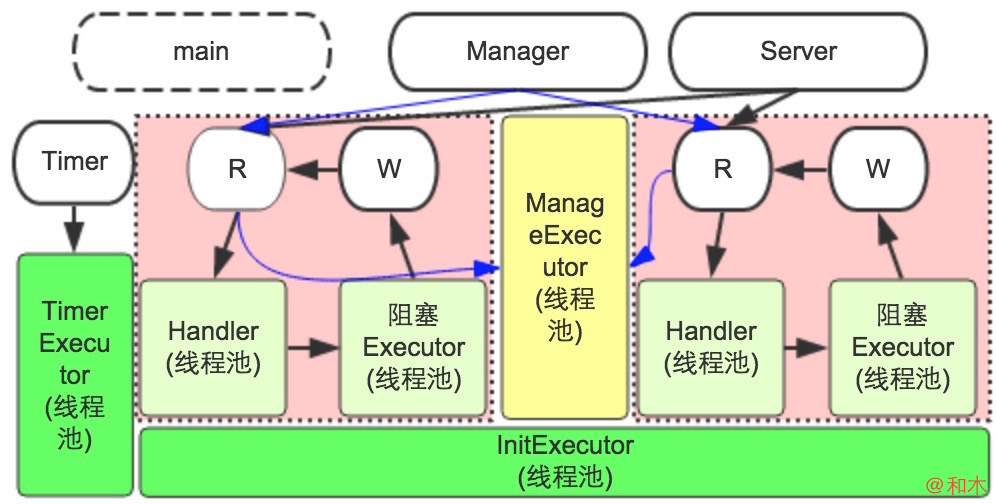 main
Manager
Server
Timer
R
W
R
W
Timer
Execu
tor
(线程
池)
Handler
(线程池)
阻塞
Executor
(线程池)
Manag
eExec
utor
(线程
池)
Handler
(线程池)
阻塞
Executor
(线程池)
InitExecutor
(线程池)
@和木